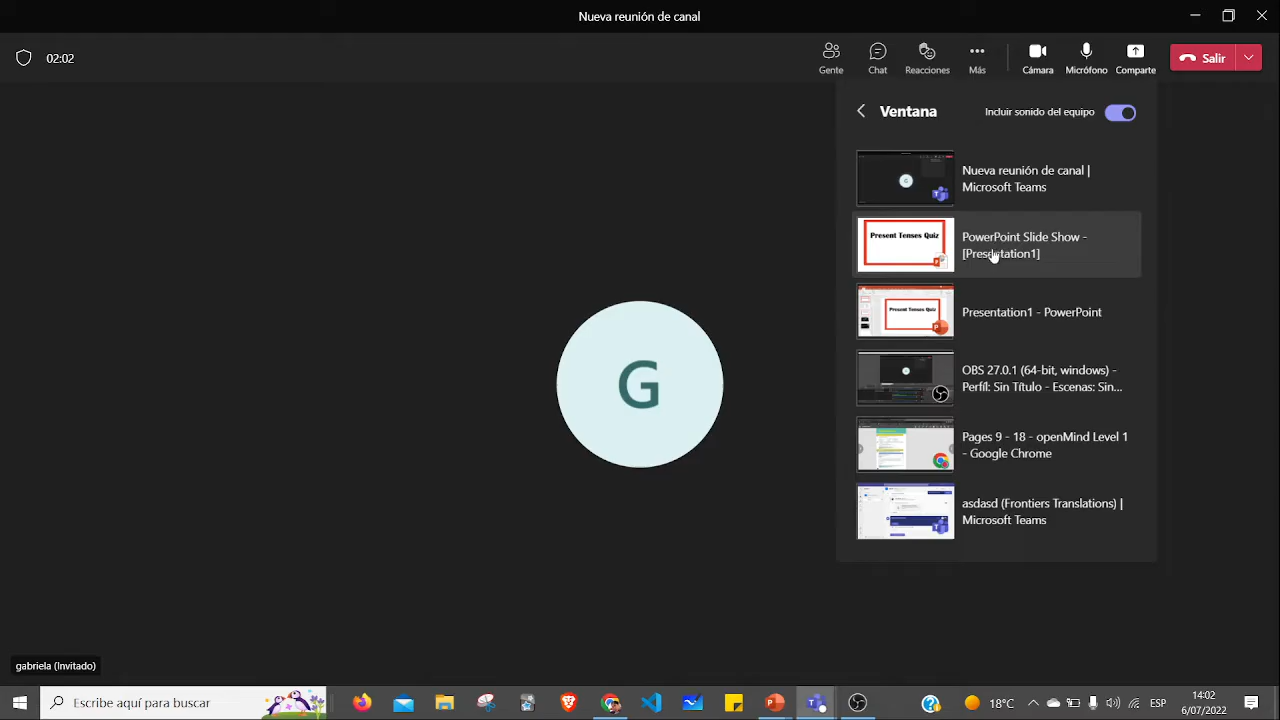 Nueva reunión de canal
02:02
Gente
Chat
Reacciones
Más
Cámara
Micrófono
Comparte
Salir
Ventana
Incluir sonido del equipo
Nueva reunión de canal |
Microsoft Teams
G
Present Tenses Quiz
PowerPoint Slide Show -
[Presentation1]
Present Tenses Quiz
Presentation1 - PowerPoint
OBS 27.0.1 (64-bit, windows) -
Perfil: Sin Título - Escenas: Sin...
Page 9 - 18 - openMind Level 1
- Google Chrome
asdsd (Frontiers Translations) |
Microsoft Teams
G
gabriela (Invitado)
Escribe aquí para buscar
18°C
ESP
14:02
6/07/2022